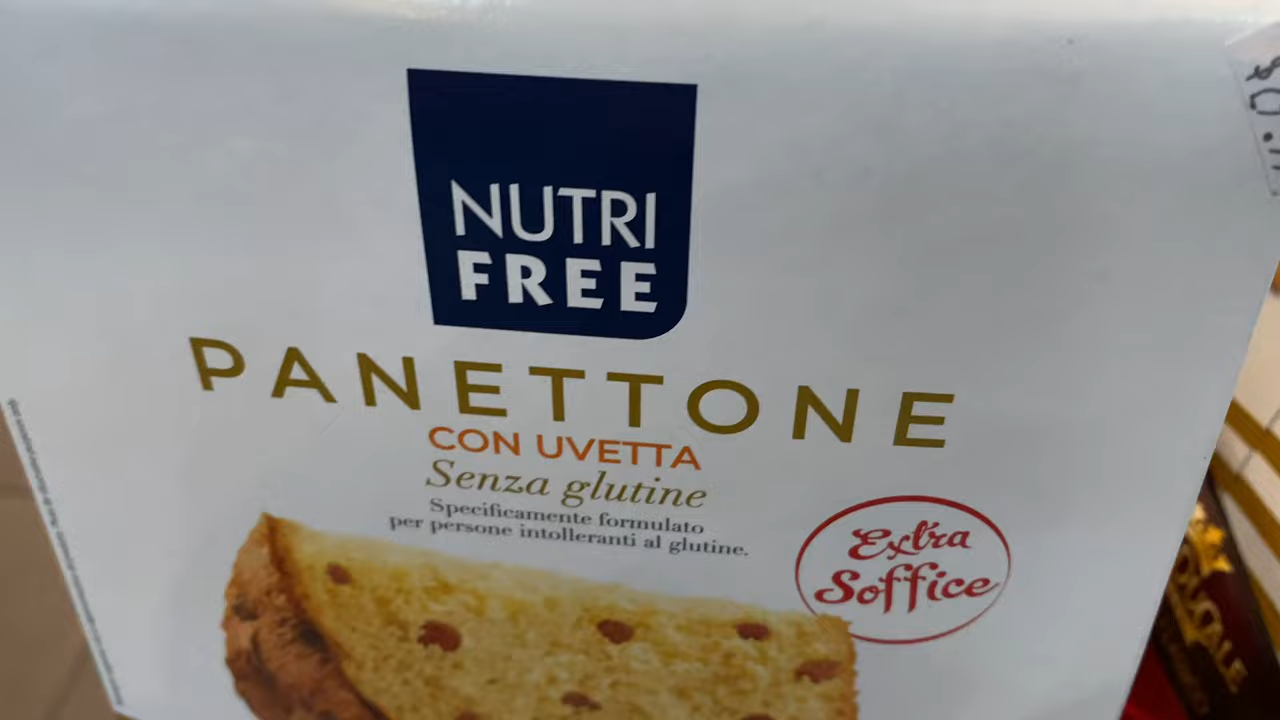 NUTRI
FREE
PANETTONE
CON UVETTA
Senza glutine
Specificamente formulato
per persone intolleranti al glutine.
Extra
Soffice